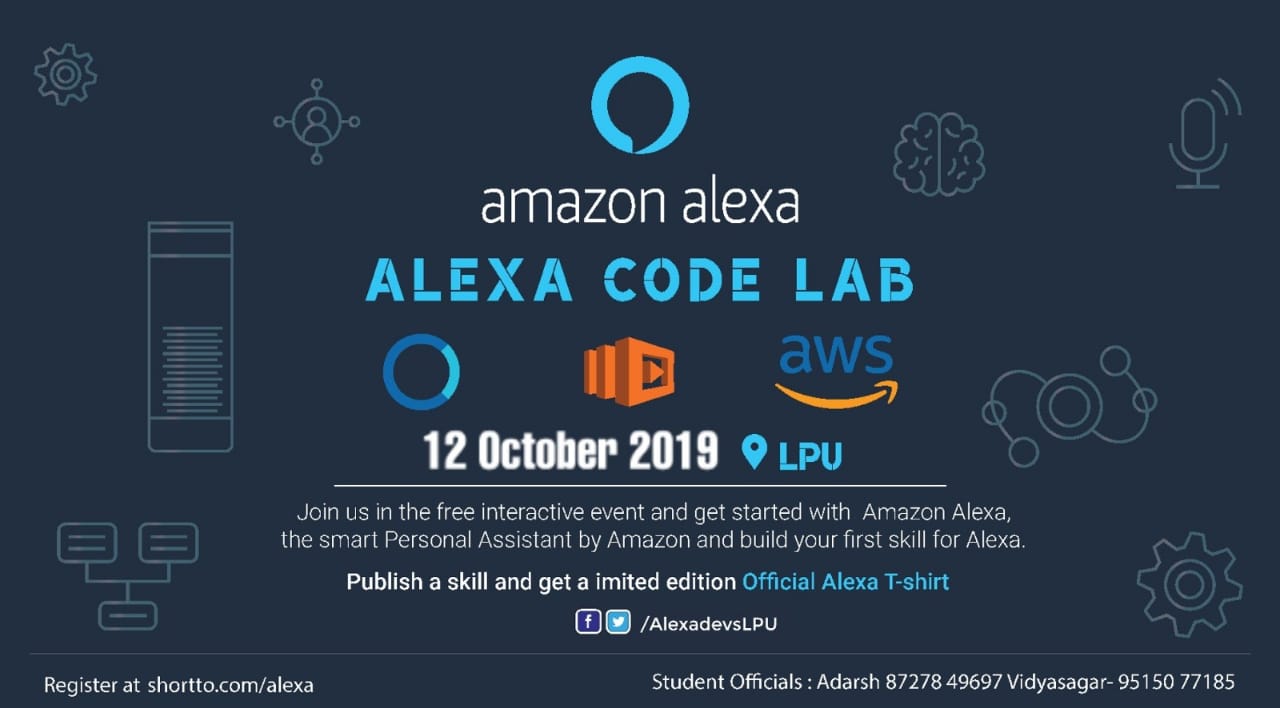 amazon alexa
ALEXA CODE LAB
aws
12 October 2019 LPU
Join us in the free interactive event and get started with Amazon Alexa,
the smart Personal Assistant by Amazon and build your first skill for Alexa.
Publish a skill and get a imited edition Official Alexa T-shirt
f /AlexadevsLPU
Register at shortto.com/alexa
Student Officials : Adarsh 87278 49697 Vidyasagar- 95150 77185